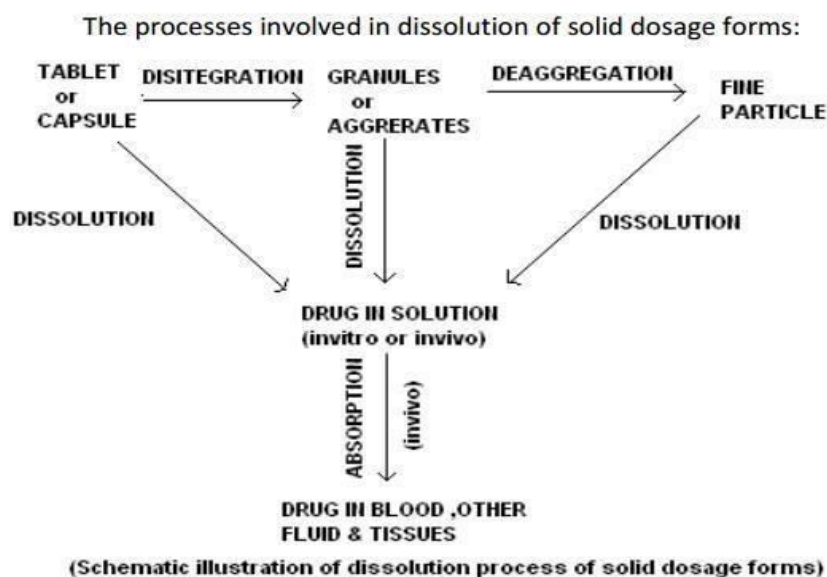 The processes involved in dissolution of solid dosage forms:
TABLET
or
CAPSULE
DISITEGRATION
GRANULES
or
AGGRERATES
DEAGGREGATION
FINE
PARTICLE
DISSOLUTION
DISSOLUTION
DISSOLUTION
DRUG IN SOLUTION
(invitro or invivo)
ABSORPTION
(invivo)
DRUG IN BLOOD ,OTHER
FLUID & TISSUES
(Schematic illustration of dissolution process of solid dosage forms)